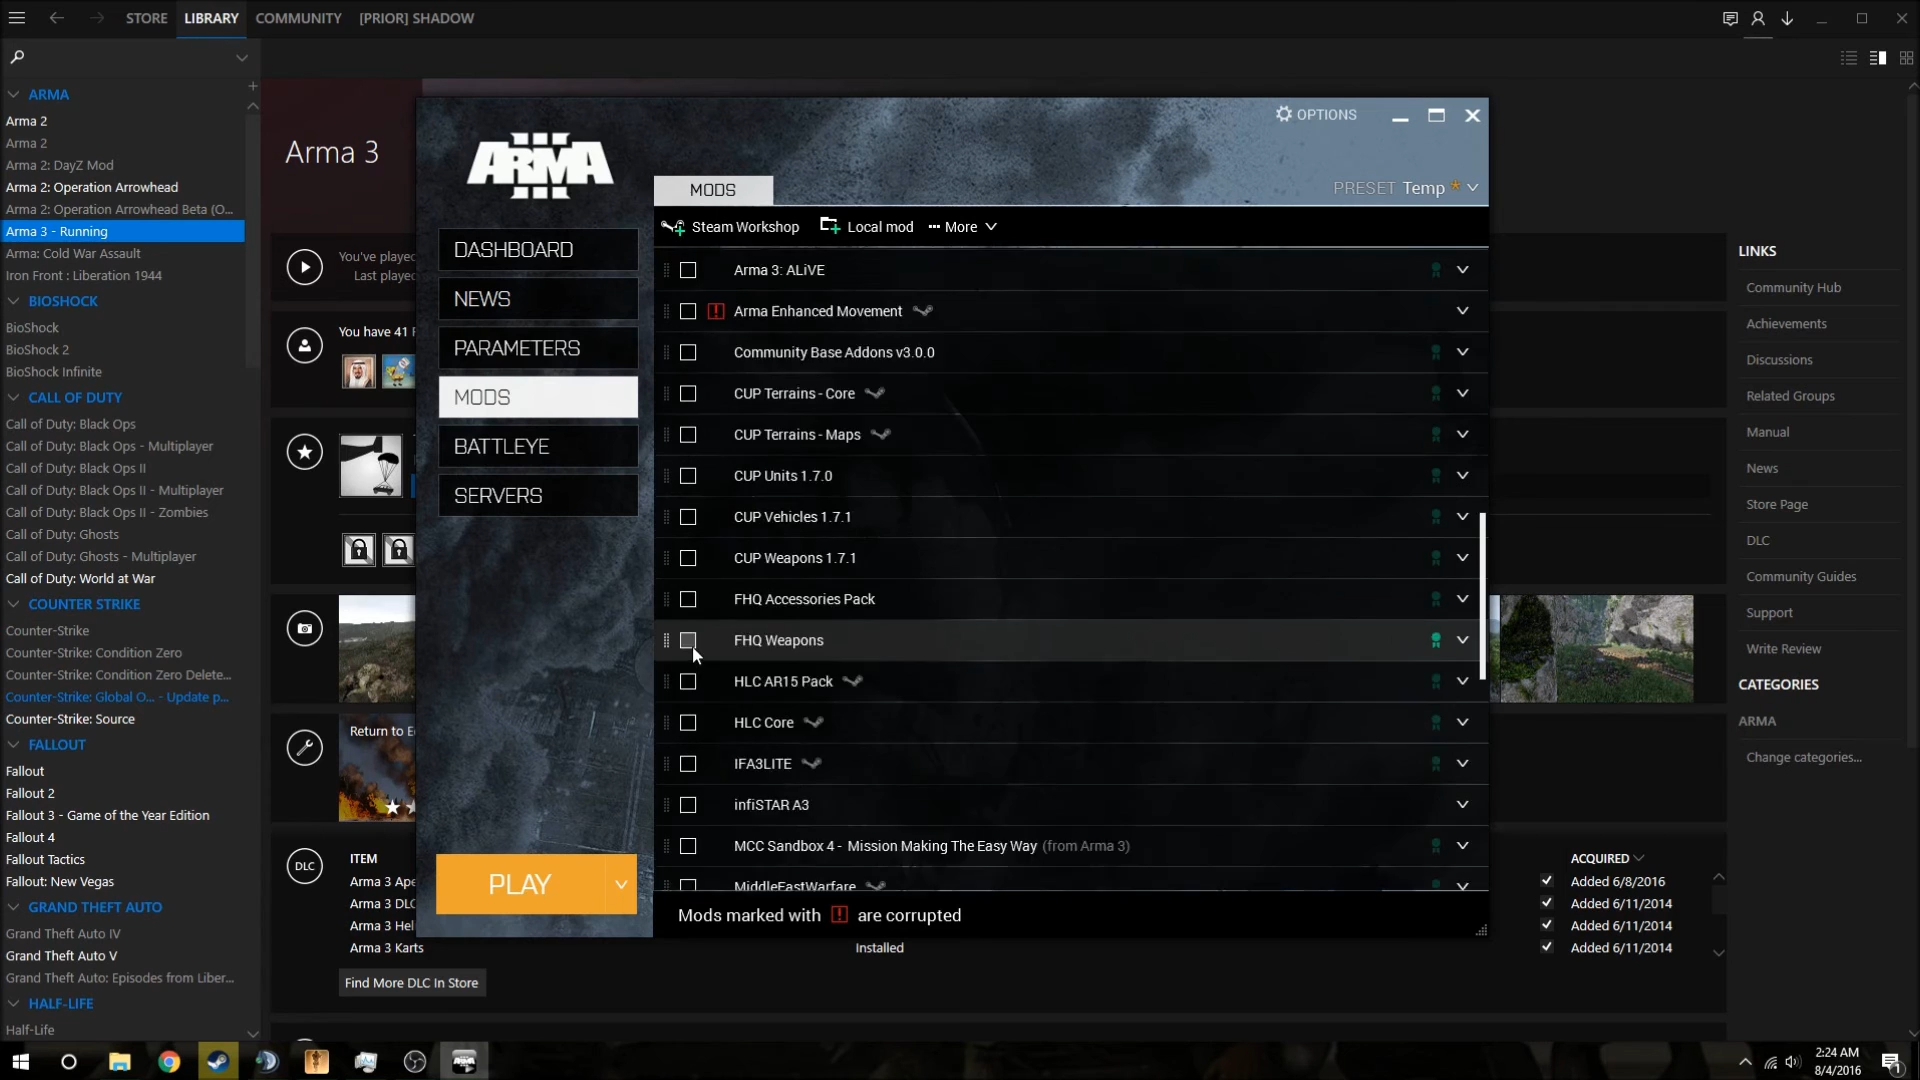 STORE LIBRARY COMMUNITY [PRIOR] SHADOW
ARMA
Arma 2
Arma 2
Arma 2: DayZ Mod
Arma 2: Operation Arrowhead
Arma 2: Operation Arrowhead Beta (O...
Arma 3 - Running
Arma: Cold War Assault
Iron Front : Liberation 1944
BIOSHOCK
BioShock
BioShock 2
BioShock Infinite
CALL OF DUTY
Call of Duty: Black Ops
Call of Duty: Black Ops - Multiplayer
Call of Duty: Black Ops II
Call of Duty: Black Ops II - Multiplayer
Call of Duty: Black Ops II - Zombies
Call of Duty: Ghosts
Call of Duty: Ghosts - Multiplayer
Call of Duty: World at War
COUNTER STRIKE
Counter-Strike
Counter-Strike: Condition Zero
Counter-Strike: Condition Zero Delete...
Counter-Strike: Global O... - Update p...
Counter-Strike: Source
FALLOUT
Fallout
Fallout 2
Fallout 3 - Game of the Year Edition
Fallout 4
Fallout Tactics
Fallout: New Vegas
GRAND THEFT AUTO
Grand Theft Auto IV
Grand Theft Auto V
Grand Theft Auto: Episodes from Liber...
HALF-LIFE
Half-Life
Arma 3
You've played
Last played
You have 41
Return to
DLC
ITEM
Arma 3 Ape
Arma 3 DLC
Arma 3 Hel
Arma 3 Karts
Installed
Find More DLC In Store
ARMA III
OPTIONS
MODS
PRESET Temp *
Steam Workshop Local mod More
DASHBOARD
NEWS
PARAMETERS
MODS
BATTLEYE
SERVERS
PLAY
Arma 3: ALiVE
Arma Enhanced Movement
Community Base Addons v3.0.0
CUP Terrains - Core
CUP Terrains - Maps
CUP Units 1.7.0
CUP Vehicles 1.7.1
CUP Weapons 1.7.1
FHQ Accessories Pack
FHQ Weapons
HLC AR15 Pack
HLC Core
IFA3LITE
infiSTAR A3
MCC Sandbox 4 - Mission Making The Easy Way (from Arma 3)
MiddleEastWarfare
Mods marked with ! are corrupted
LINKS
Community Hub
Achievements
Discussions
Related Groups
Manual
News
Store Page
DLC
Community Guides
Support
Write Review
CATEGORIES
ARMA
Change categories...
ACQUIRED
Added 6/8/2016
Added 6/11/2014
Added 6/11/2014
Added 6/11/2014
2:24 AM
8/4/2016
1